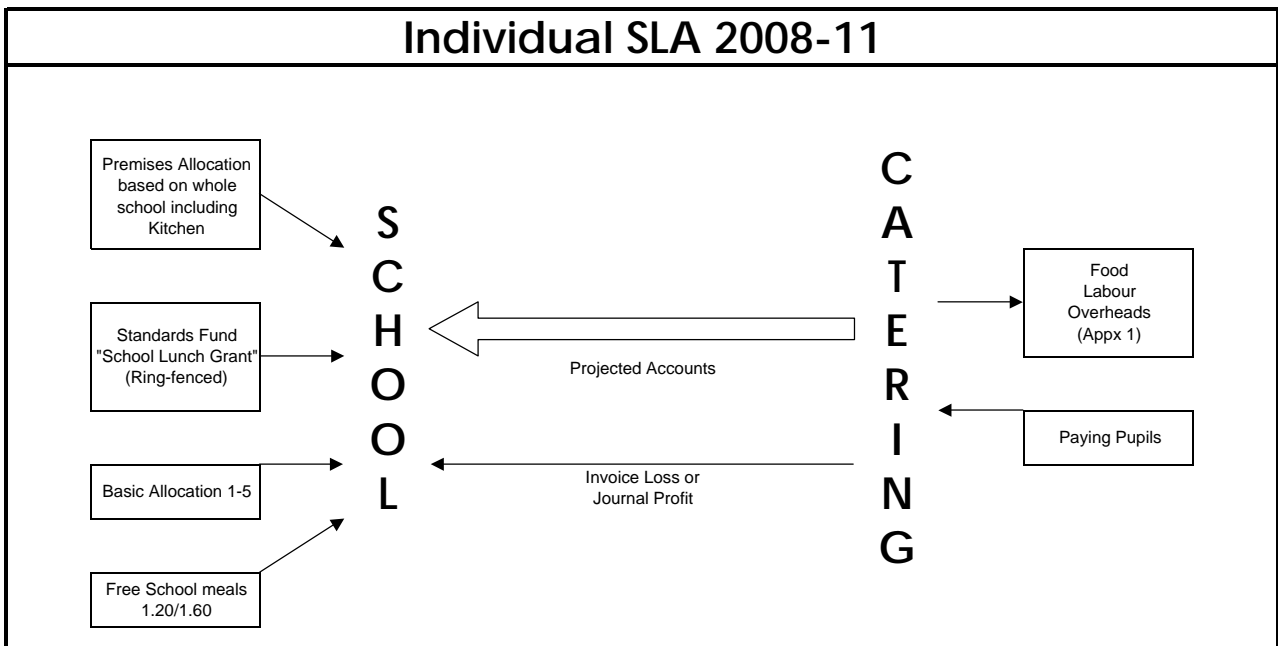 Individual SLA 2008-11
Premises Allocation
based on whole
school including
Kitchen
Standards Fund
"School Lunch Grant"
(Ring-fenced)
Basic Allocation 1-5
Free School meals
1.20/1.60
S
C
H
O
O
L
Projected Accounts
Invoice Loss or
Journal Profit
C
A
T
E
R
I
N
G
Food
Labour
Overheads
(Appx 1)
Paying Pupils